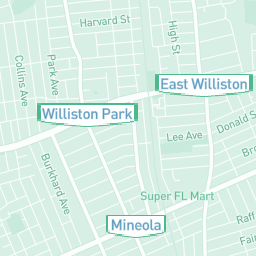 Harvard St
High St
Collins Ave
Park Ave
East Williston
Williston Park
Donald S
Lee Ave
Bro
Burkhard Ave
Super FL Mart
Mineola
Raff
Fair